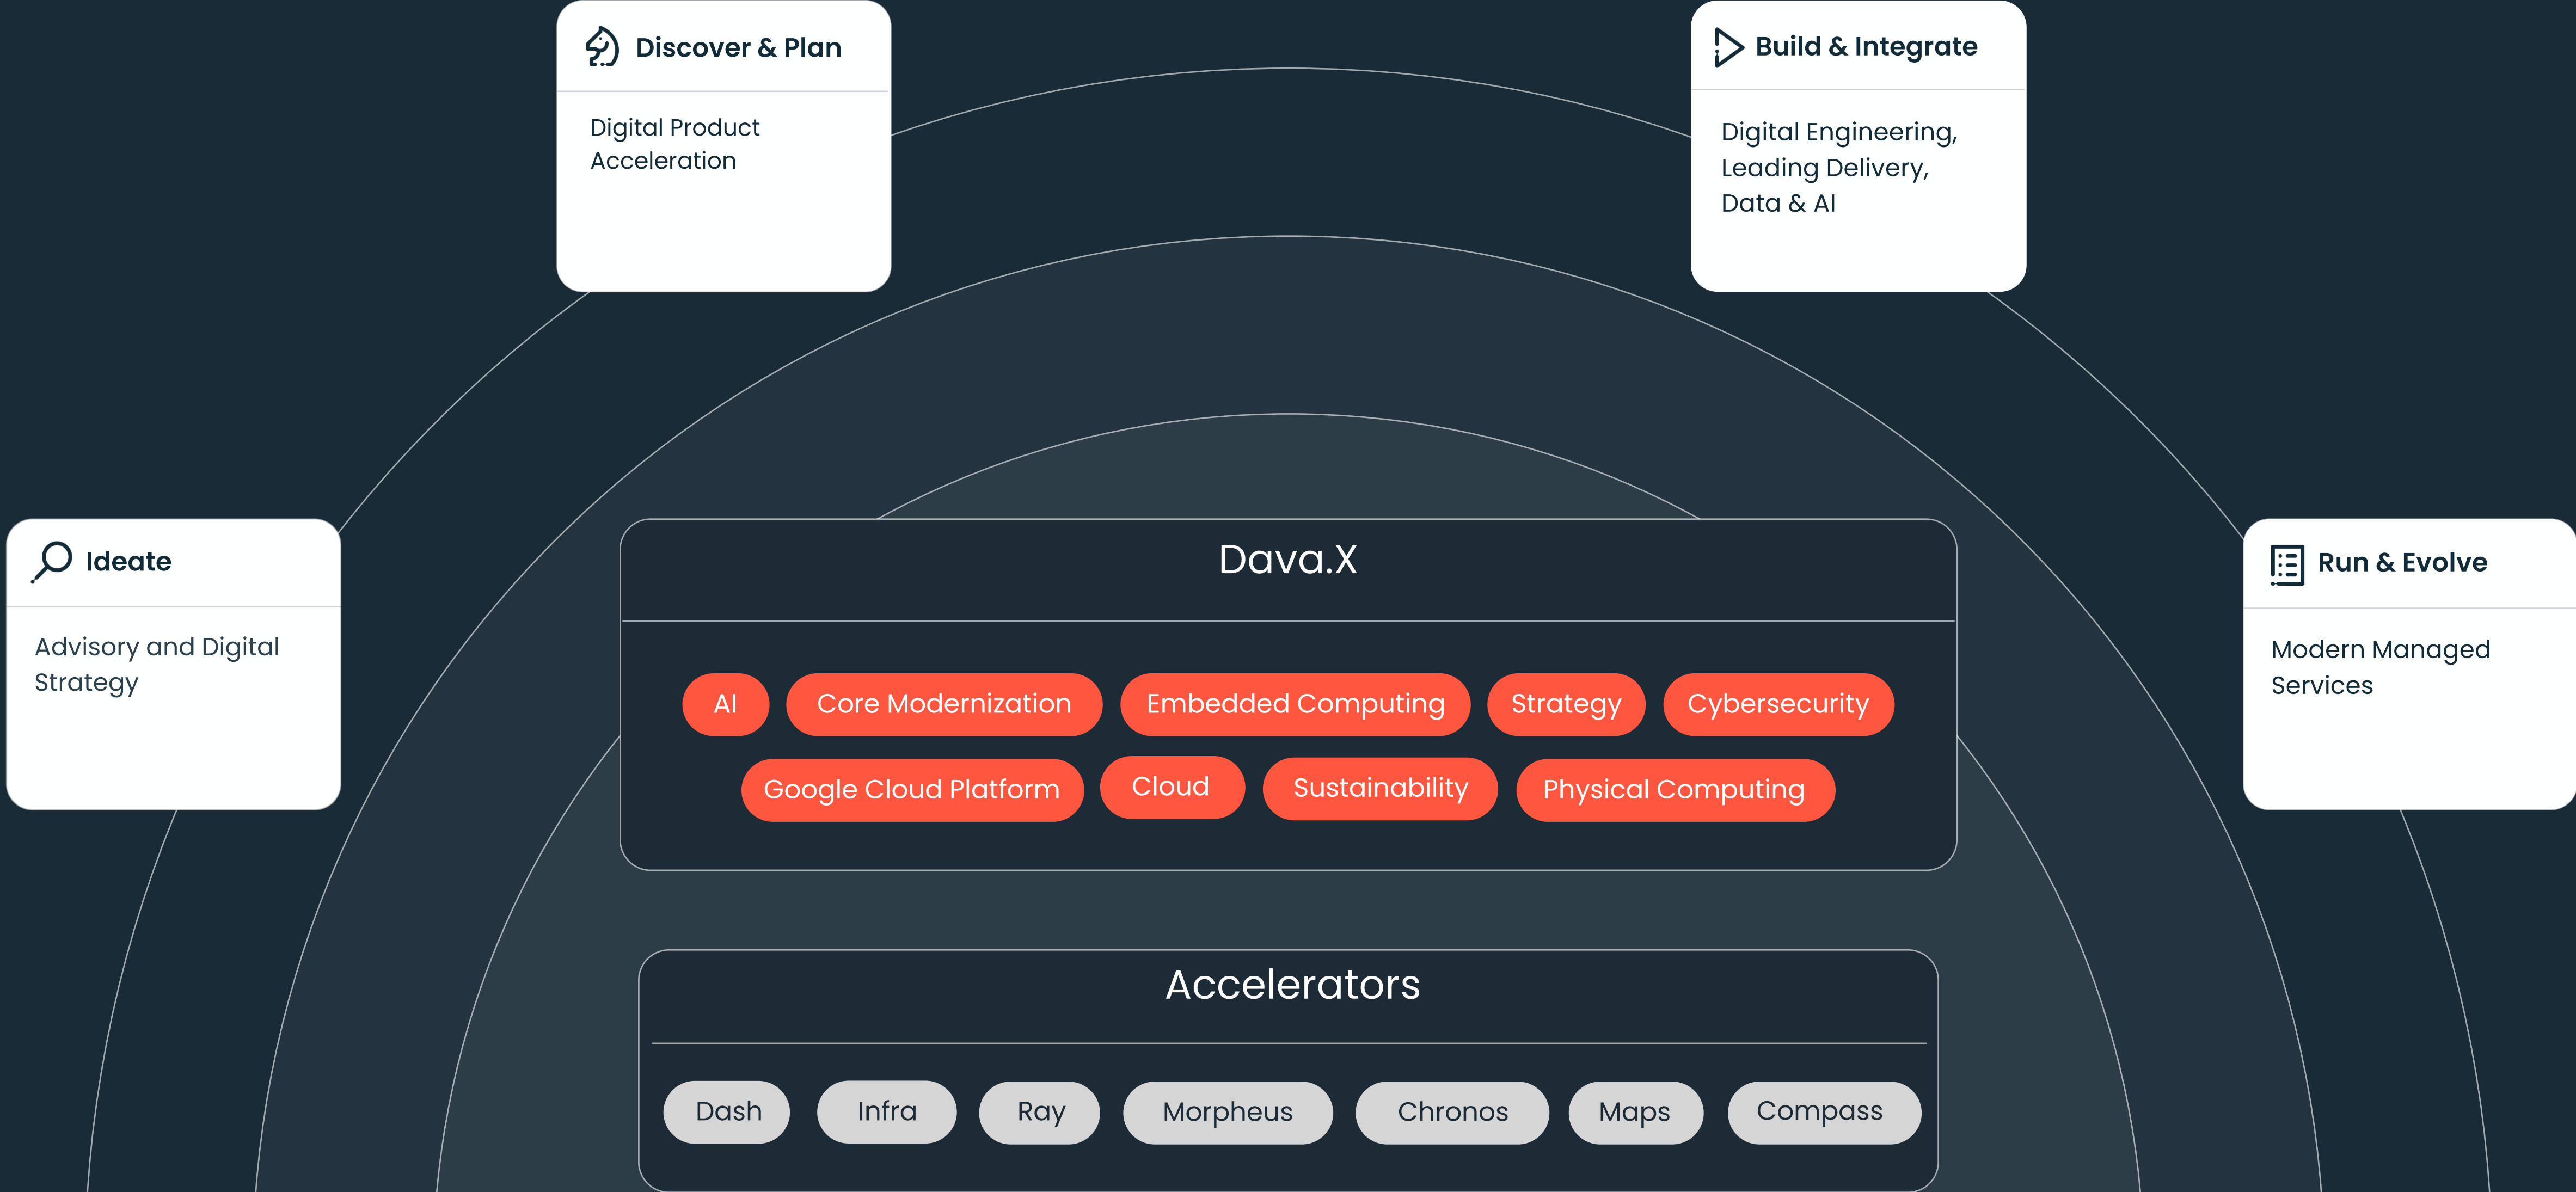 Discover & Plan
Digital Product
Acceleration
Build & Integrate
Digital Engineering,
Leading Delivery,
Data & AI
Ideate
Advisory and Digital
Strategy
Run & Evolve
Modern Managed
Services
Dava.X
AI Core Modernization Embedded Computing Strategy Cybersecurity
Google Cloud Platform Cloud Sustainability Physical Computing
Accelerators
Dash Infra Ray Morpheus Chronos Maps Compass